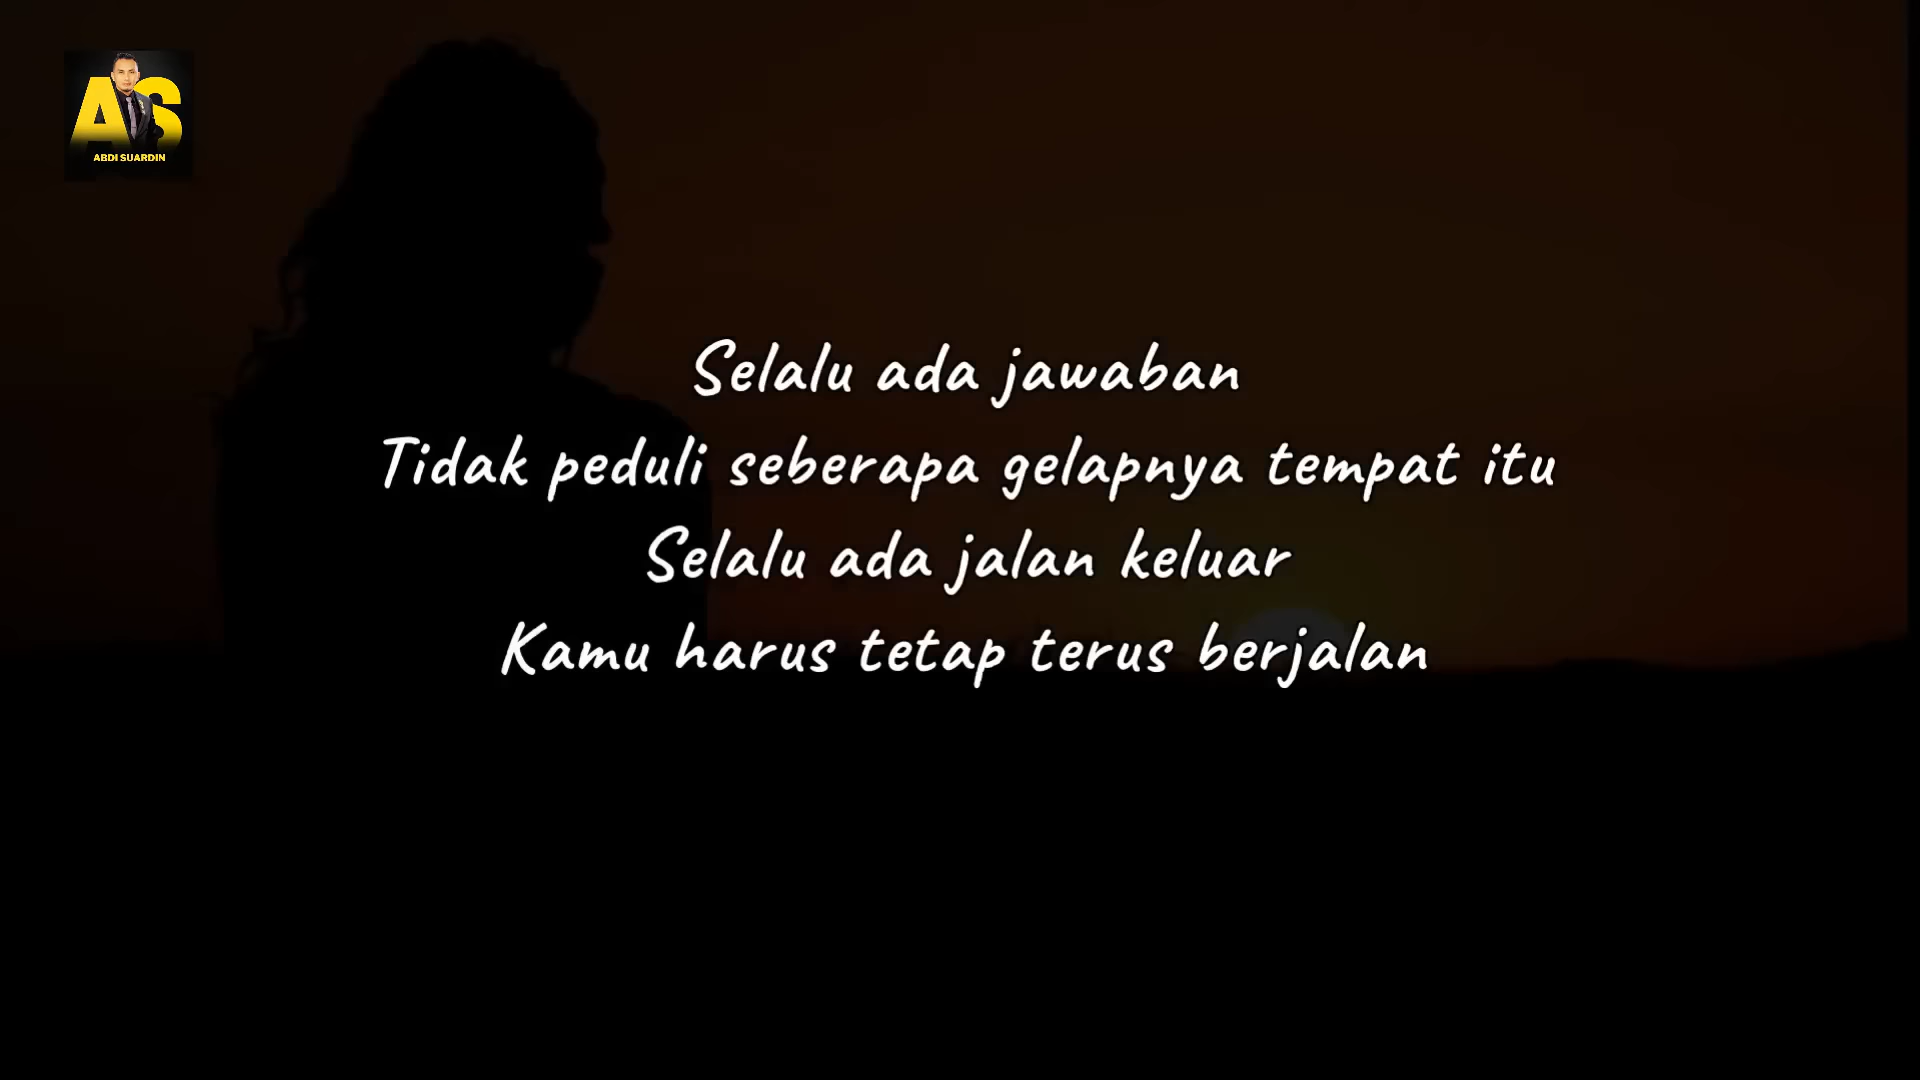 AS
ABDI SUARDIN
Selalu ada jawaban
Tidak peduli seberapa gelapnya tempat itu
Selalu ada jalan keluar
Kamu harus tetap terus berjalan